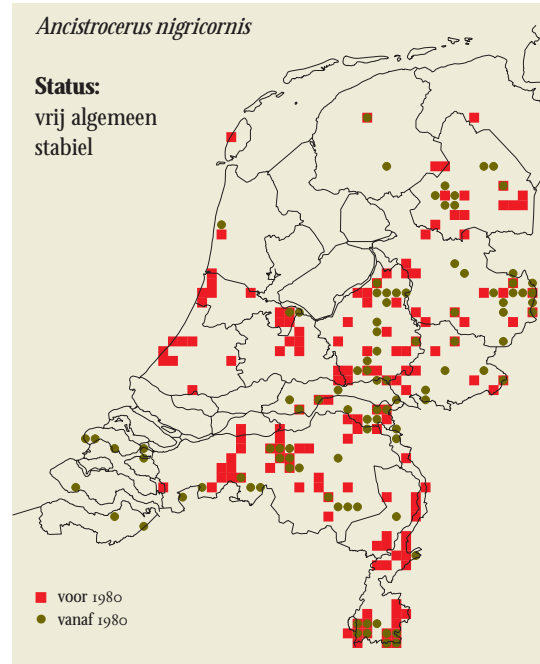 Ancistrocerus nigricornis
Status:
vrij algemeen
stabiel
voor 1980
vanaf 1980